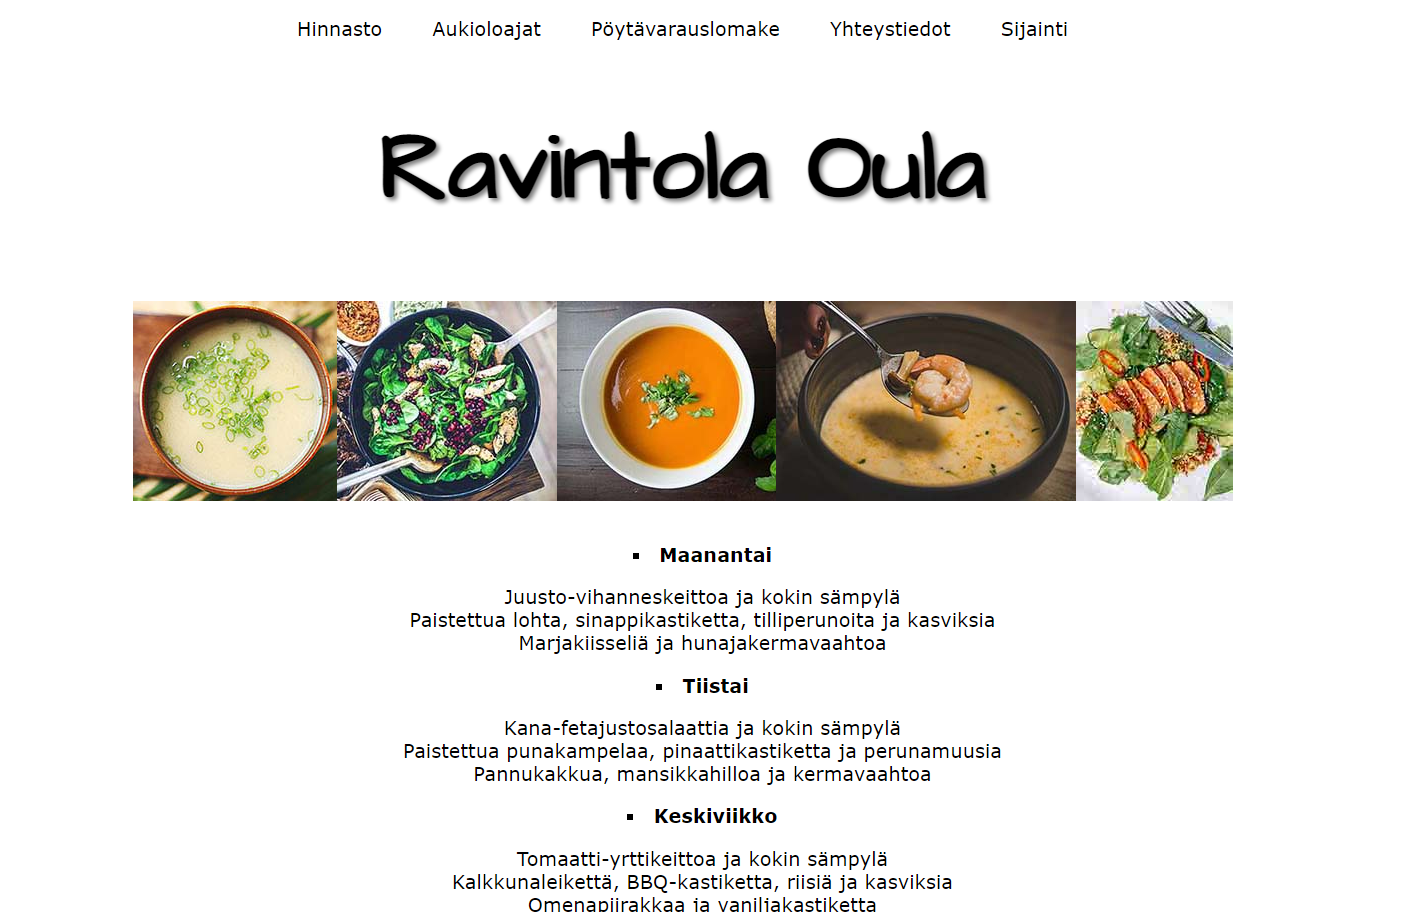 Hinnasto Aukioloajat Pöytävarauslomake Yhteystiedot Sijainti
Ravintola Oula
Maanantai
Juusto-vihanneskeittoa ja kokin sämpylä
Paistettua lohta, sinappikastiketta, tilliperunoita ja kasviksia
Marjakiisseliä ja hunajakermavaahtoa
Tiistai
Kana-fetajustosalaattia ja kokin sämpylä
Paistettua punakampelaa, pinaattikastiketta ja perunamuusia
Pannukakkua, mansikkahilloa ja kermavaahtoa
Keskiviikko
Tomaatti-yrttikeittoa ja kokin sämpylä
Kalkkunaleikettä, BBQ-kastiketta, riisiä ja kasviksia
Omenapiirakkaa ja vaniljakastiketta